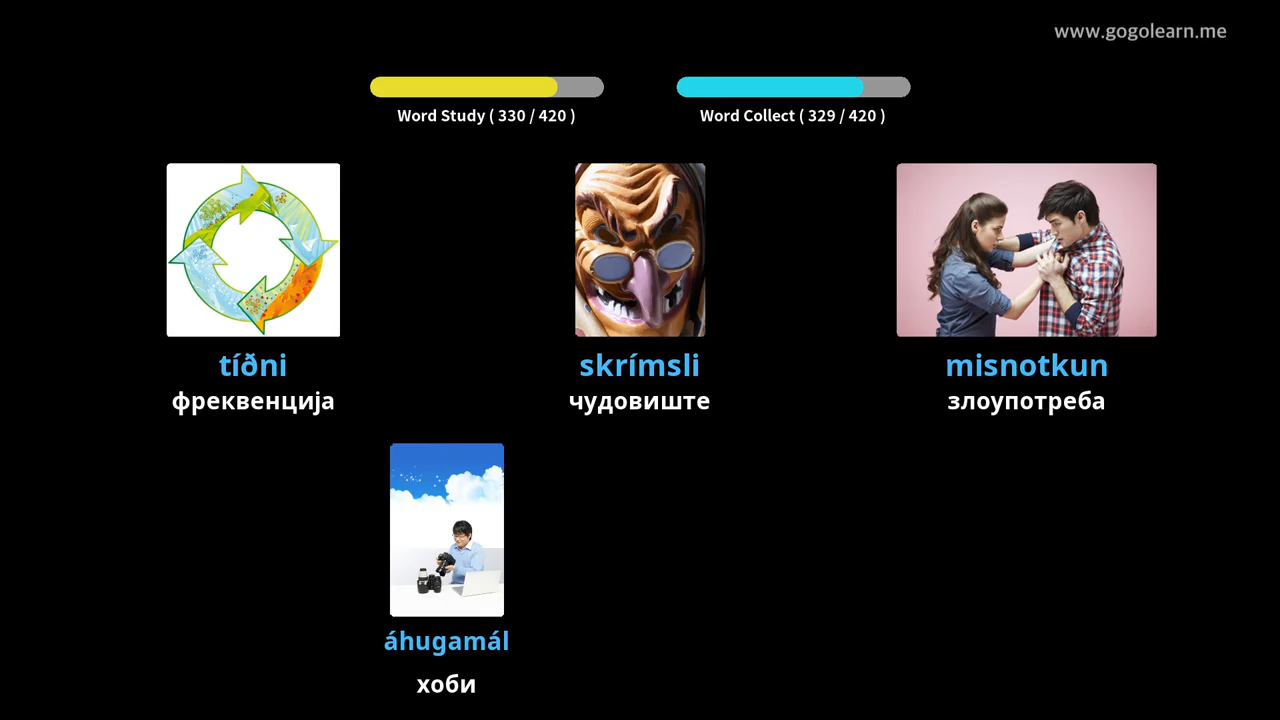 www.gogolearn.me
Word Study ( 330 / 420 )
Word Collect ( 329 / 420 )
tíðni
фреквенција
skrímsli
чудовиште
misnotkun
злоупотреба
áhugamál
хоби